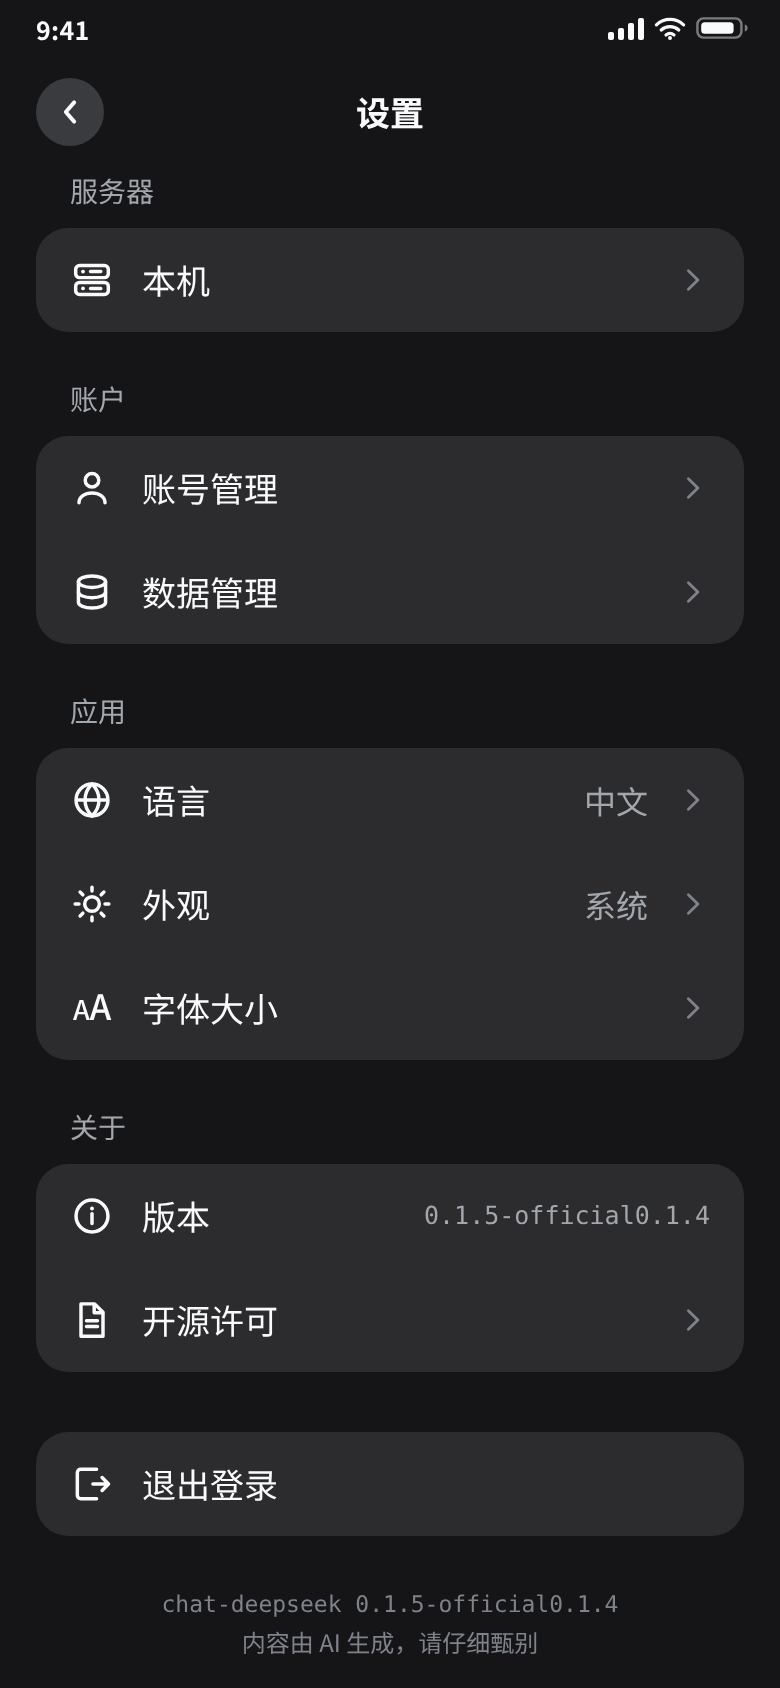 9:41
设置
服务器
本机
账户
账号管理
数据管理
应用
语言 中文
外观 系统
AA 字体大小
关于
版本 0.1.5-official0.1.4
开源许可
退出登录
chat-deepseek 0.1.5-official0.1.4
内容由 AI 生成，请仔细甄别